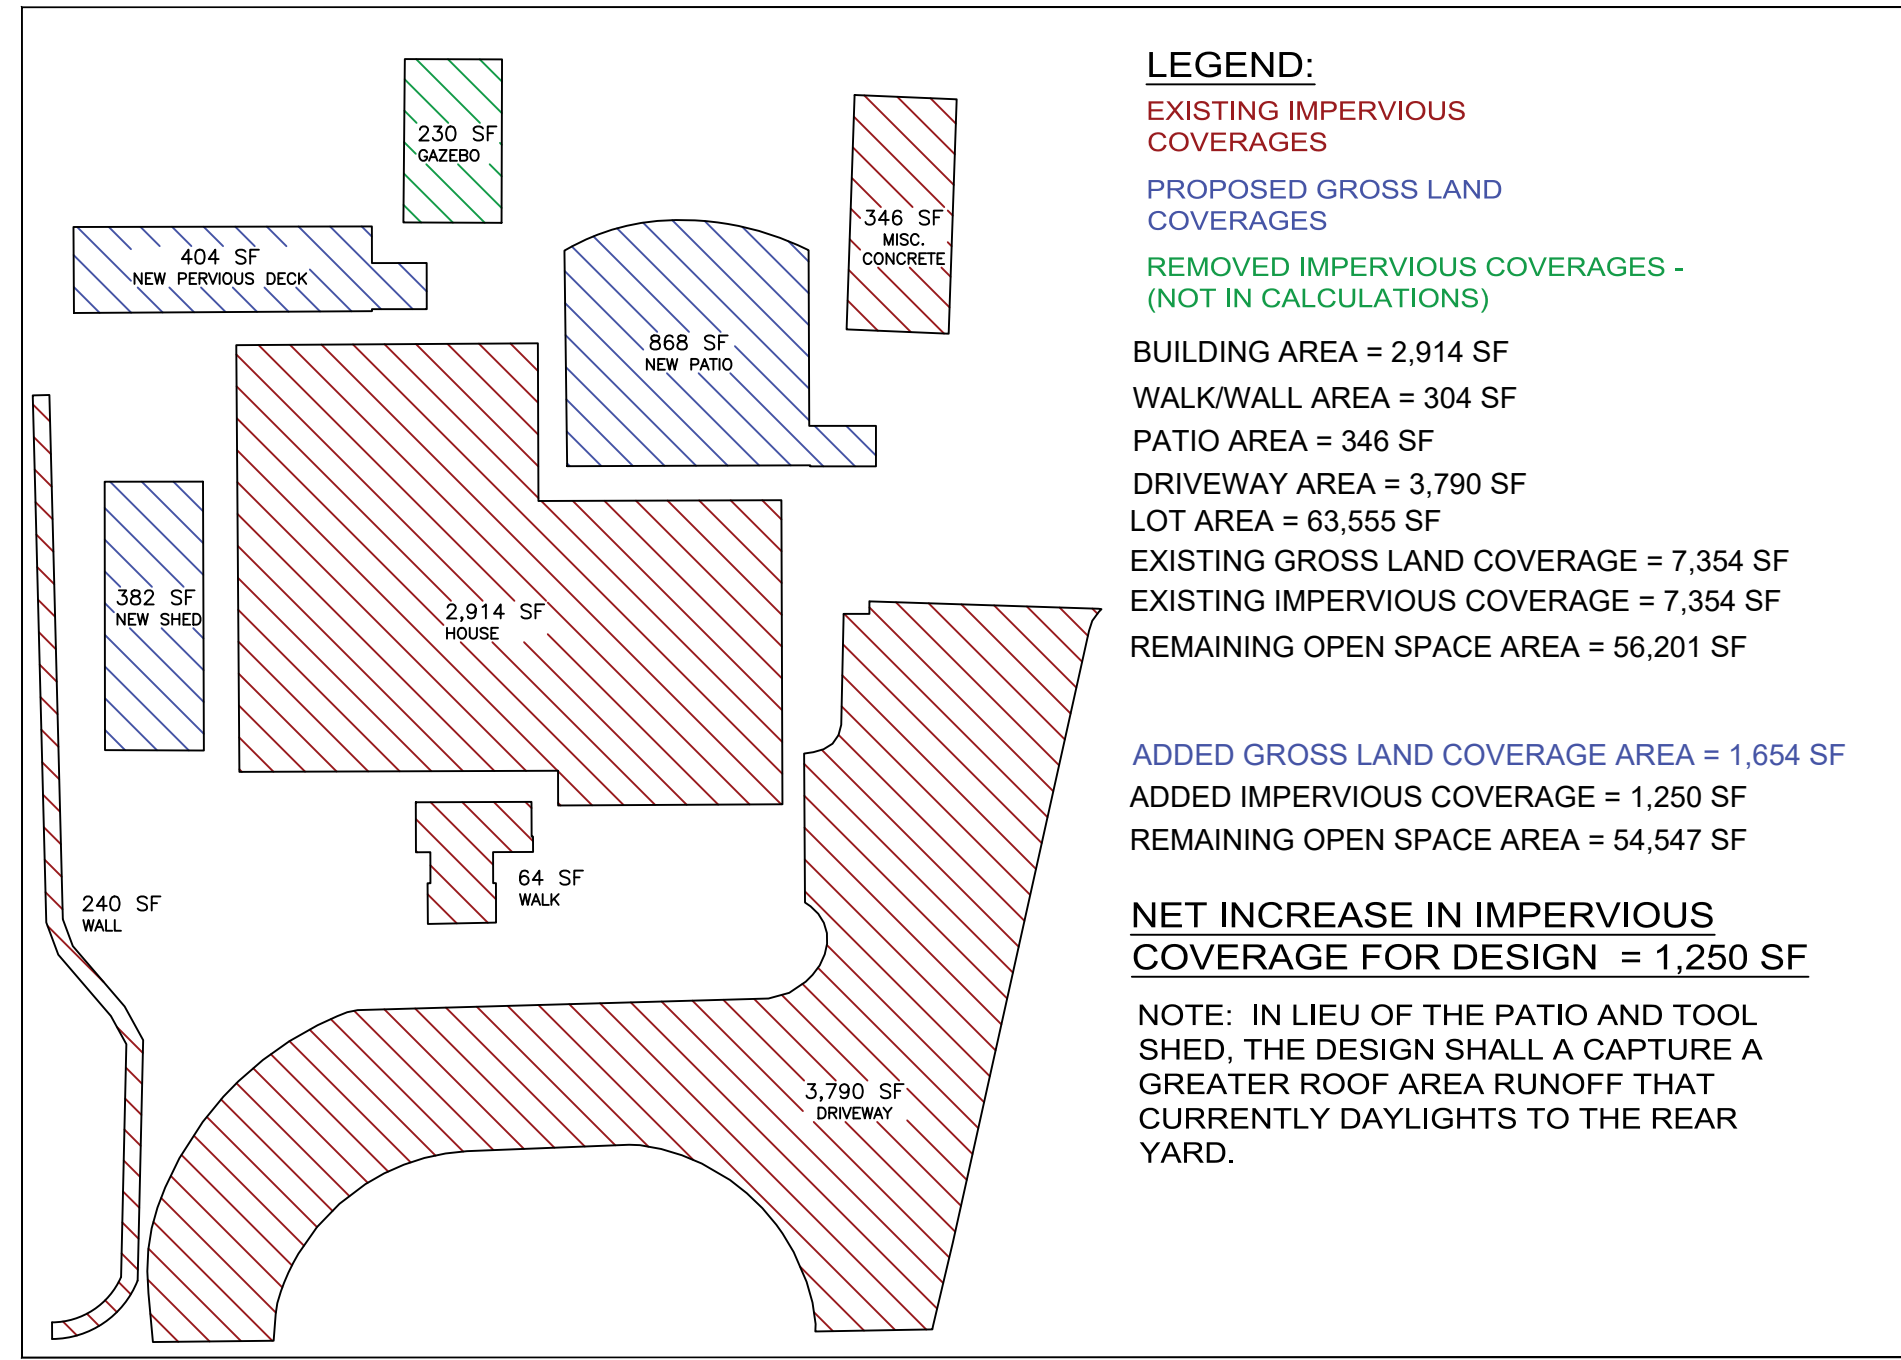 230 SF
GAZEBO
404 SF
NEW PERVIOUS DECK
346 SF
MISC.
CONCRETE
868 SF
NEW PATIO
382 SF
NEW SHED
2,914 SF
HOUSE
64 SF
WALK
240 SF
WALL
3,790 SF
DRIVEWAY
LEGEND:
EXISTING IMPERVIOUS
COVERAGES
PROPOSED GROSS LAND
COVERAGES
REMOVED IMPERVIOUS COVERAGES -
(NOT IN CALCULATIONS)
BUILDING AREA = 2,914 SF
WALK/WALL AREA = 304 SF
PATIO AREA = 346 SF
DRIVEWAY AREA = 3,790 SF
LOT AREA = 63,555 SF
EXISTING GROSS LAND COVERAGE = 7,354 SF
EXISTING IMPERVIOUS COVERAGE = 7,354 SF
REMAINING OPEN SPACE AREA = 56,201 SF
ADDED GROSS LAND COVERAGE AREA = 1,654 SF
ADDED IMPERVIOUS COVERAGE = 1,250 SF
REMAINING OPEN SPACE AREA = 54,547 SF
NET INCREASE IN IMPERVIOUS
COVERAGE FOR DESIGN = 1,250 SF
NOTE: IN LIEU OF THE PATIO AND TOOL
SHED, THE DESIGN SHALL A CAPTURE A
GREATER ROOF AREA RUNOFF THAT
CURRENTLY DAYLIGHTS TO THE REAR
YARD.